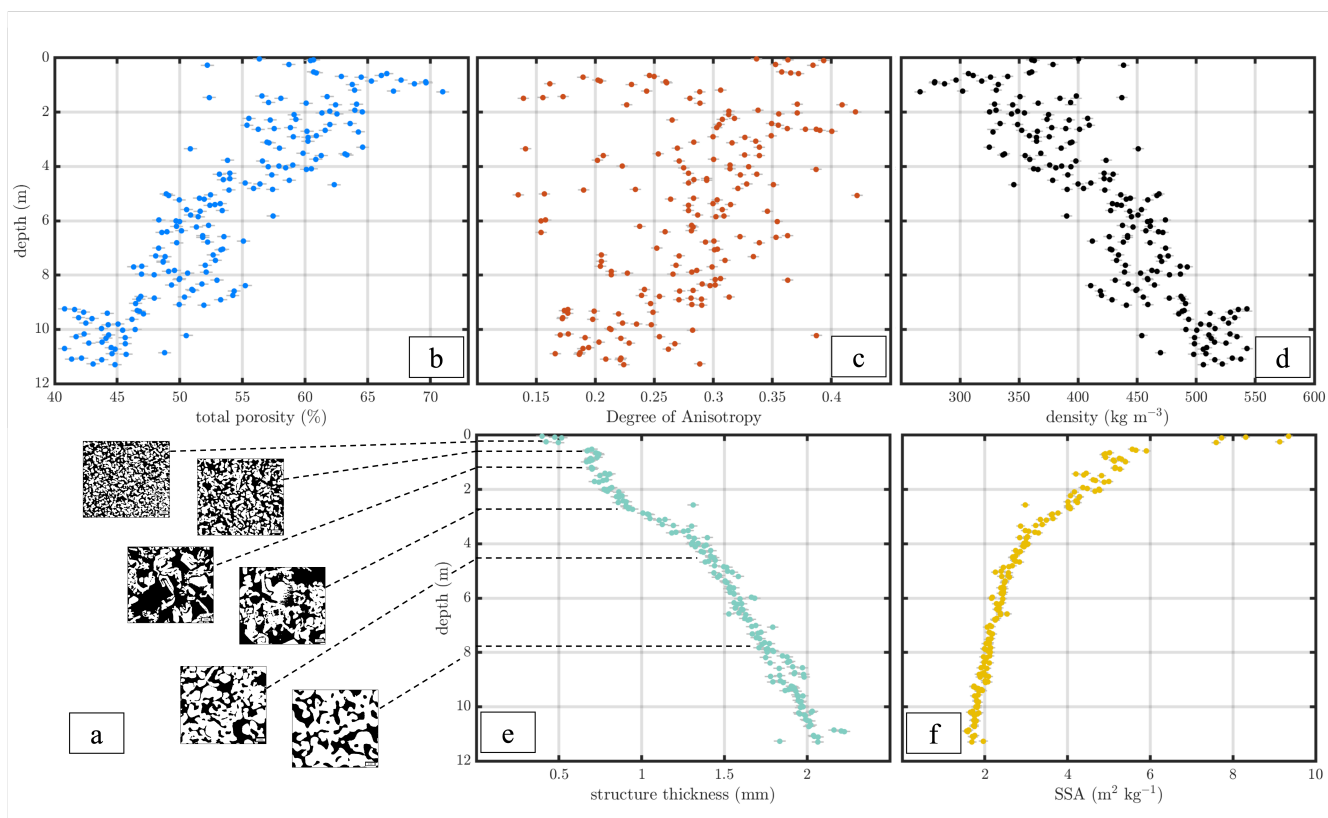 0
2
4
6
8
10
12
depth (m)
40 45 50 55 60 65 70
total porosity (%)
b
0.15 0.2 0.25 0.3 0.35 0.4
Degree of Anisotropy
c
300 350 400 450 500 550 600
density (kg m⁻³)
d
a
0
2
4
6
8
10
12
depth (m)
0.5 1 1.5 2
structure thickness (mm)
e
2 4 6 8 10
SSA (m² kg⁻¹)
f